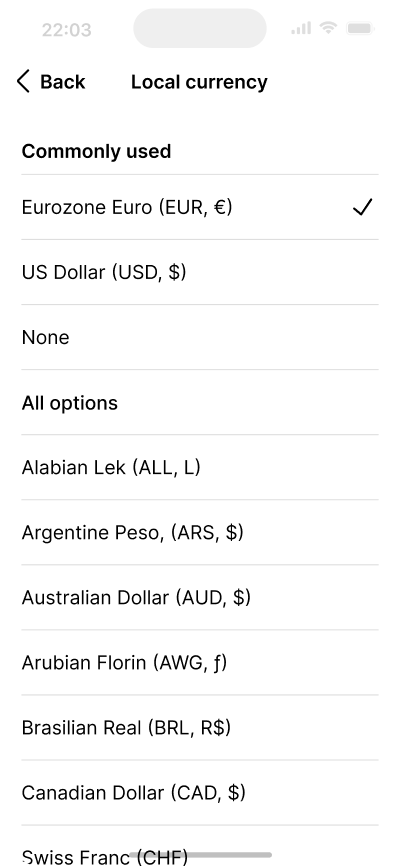 22:03
Back Local currency
Commonly used
Eurozone Euro (EUR, €)
US Dollar (USD, $)
None
All options
Alabian Lek (ALL, L)
Argentine Peso, (ARS, $)
Australian Dollar (AUD, $)
Arubian Florin (AWG, ƒ)
Brasilian Real (BRL, R$)
Canadian Dollar (CAD, $)
Swiss Franc (CHF)